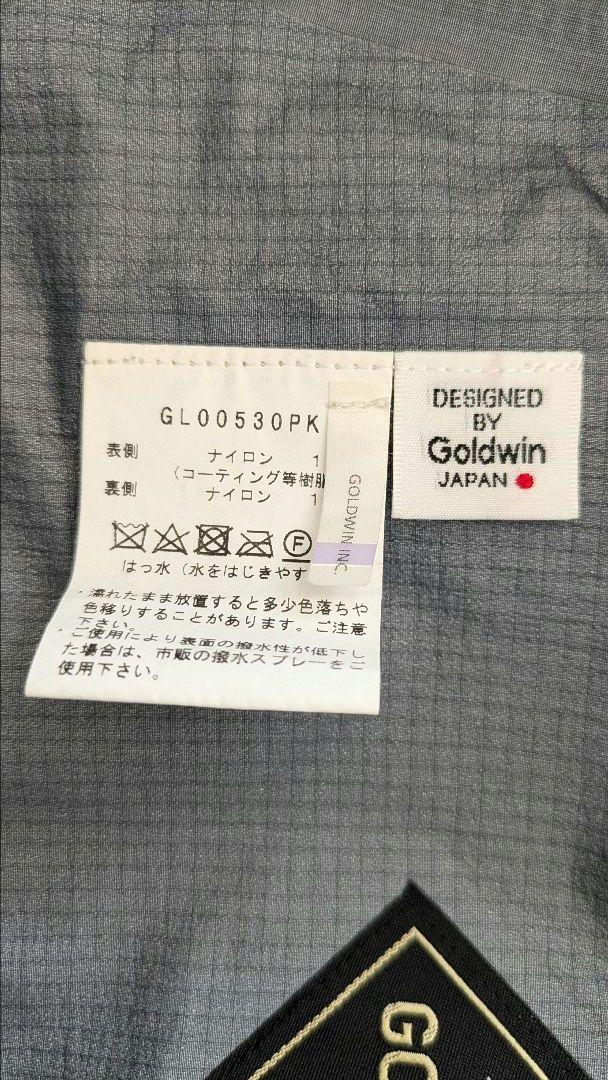 GL00530PK
表側 ナイロン 1
(コーティング等樹脂
裏側 ナイロン 1
F
はっ水（水をはじきやす
・濡れたまま放置すると多少色落ちや
色移りすることがあります。ご注意
下さい。
・ご使用により表面の撥水性が低下し
た場合は、市販の撥水スプレーをご
使用下さい。
GOLDWIN INC.
DESIGNED
BY
Goldwin
JAPAN
GO